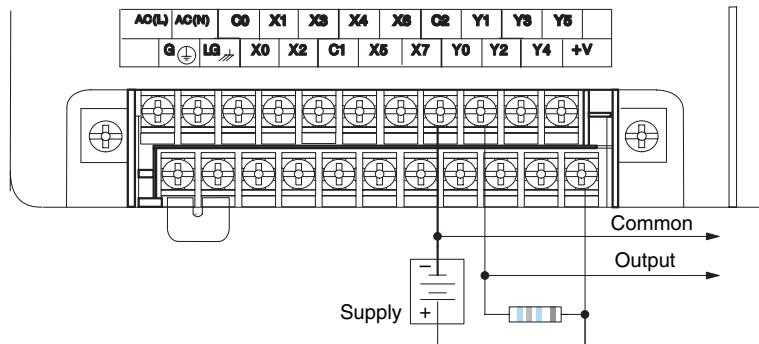 AC(L) AC(N) C0 X1 X3 X4 X6 C2 Y1 Y3 Y5
G LG X0 X2 C1 X5 X7 Y0 Y2 Y4 +V
Common
Output
–
Supply
+